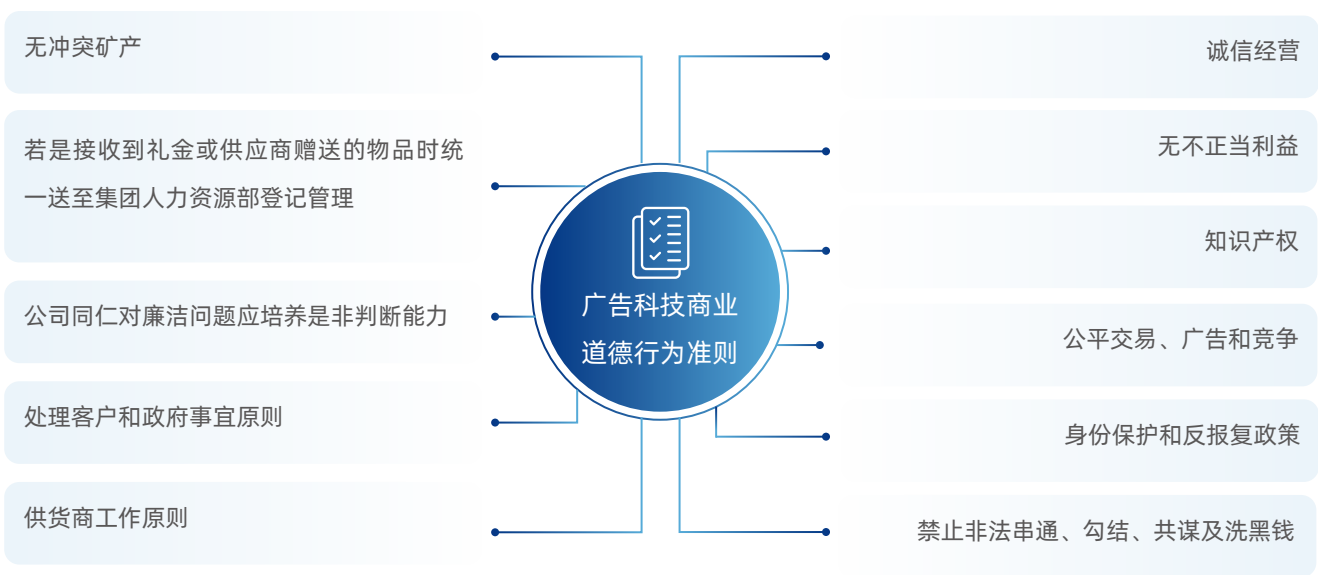 无冲突矿产
若是接收到礼金或供应商赠送的物品时统
一送至集团人力资源部登记管理
公司同仁对廉洁问题应培养是非判断能力
处理客户和政府事宜原则
供货商工作原则
广告科技商业
道德行为准则
诚信经营
无不正当利益
知识产权
公平交易、广告和竞争
身份保护和反报复政策
禁止非法串通、勾结、共谋及洗黑钱